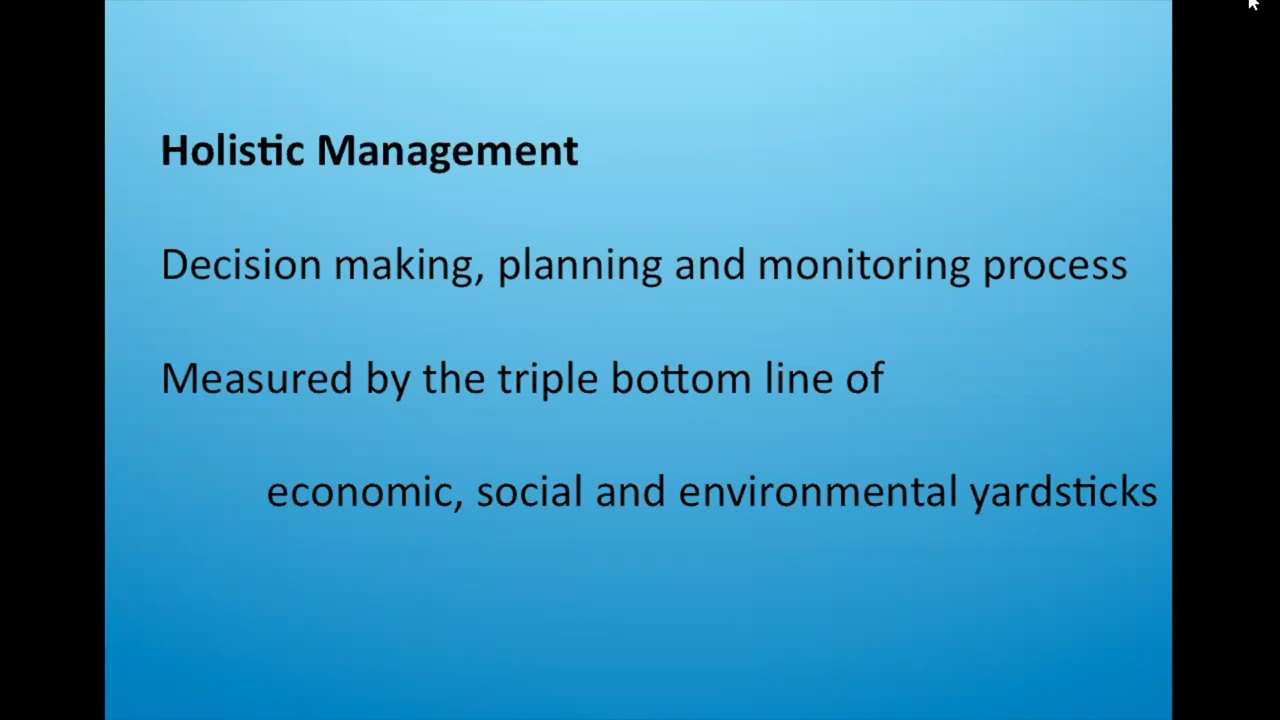 Holistic Management
Decision making, planning and monitoring process
Measured by the triple bottom line of
economic, social and environmental yardsticks